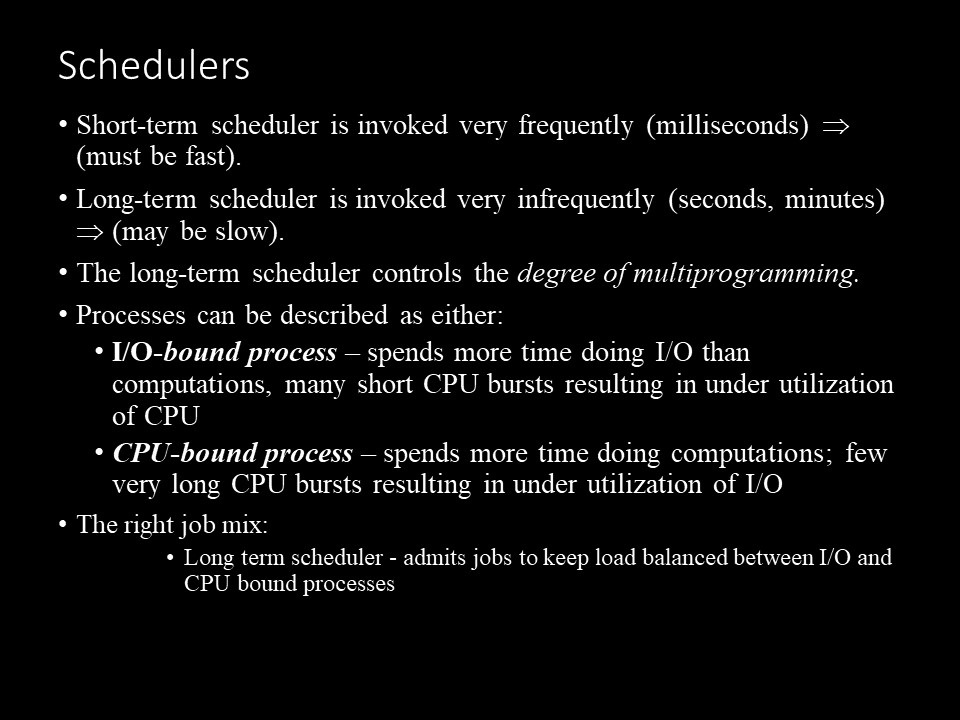 Schedulers
• Short-term scheduler is invoked very frequently (milliseconds) ⇒
(must be fast).
• Long-term scheduler is invoked very infrequently (seconds, minutes)
⇒ (may be slow).
• The long-term scheduler controls the degree of multiprogramming.
• Processes can be described as either:
• I/O-bound process – spends more time doing I/O than
computations, many short CPU bursts resulting in under utilization
of CPU
• CPU-bound process – spends more time doing computations; few
very long CPU bursts resulting in under utilization of I/O
• The right job mix:
• Long term scheduler - admits jobs to keep load balanced between I/O and
CPU bound processes